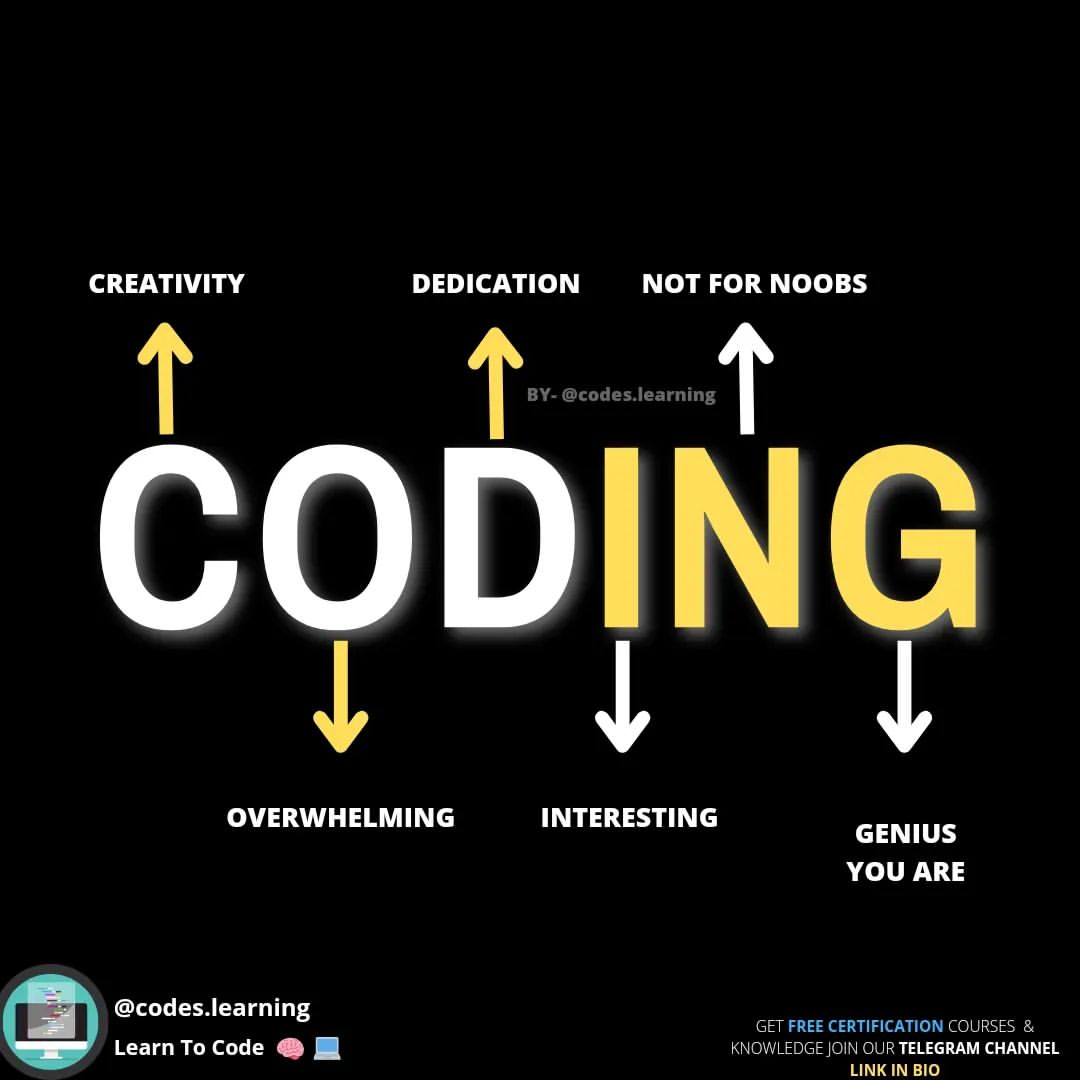 CREATIVITY DEDICATION NOT FOR NOOBS
BY- @codes.learning
CODING
OVERWHELMING INTERESTING
GENIUS
YOU ARE
@codes.learning
Learn To Code 🧠 💻
GET FREE CERTIFICATION COURSES &
KNOWLEDGE JOIN OUR TELEGRAM CHANNEL
LINK IN BIO